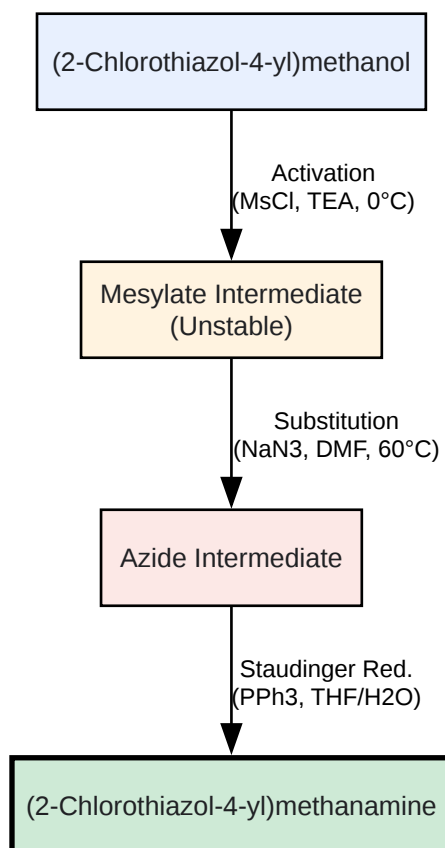 (2-Chlorothiazol-4-yl)methanol
Activation
(MsCl, TEA, 0°C)
Mesylate Intermediate
(Unstable)
Substitution
(NaN3, DMF, 60°C)
Azide Intermediate
Staudinger Red.
(PPh3, THF/H2O)
(2-Chlorothiazol-4-yl)methanamine